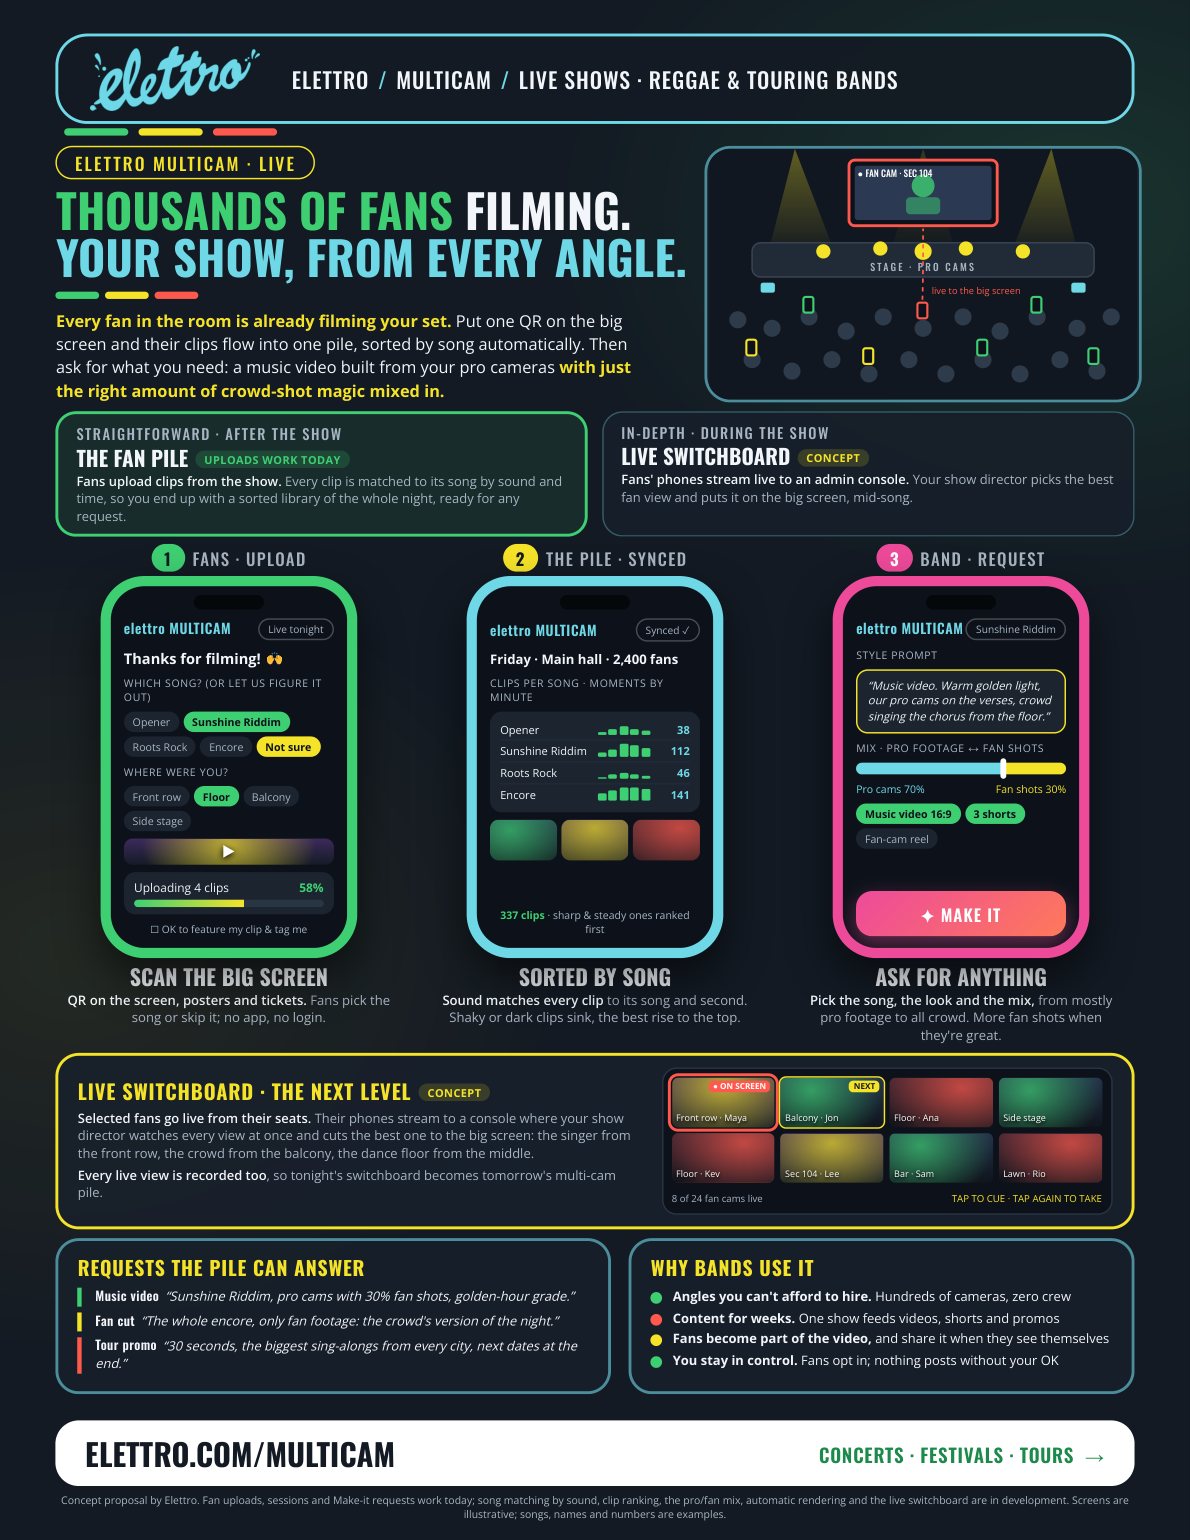 elettro
ELETTRO / MULTICAM / LIVE SHOWS · REGGAE & TOURING BANDS
ELETTRO MULTICAM · LIVE
THOUSANDS OF FANS FILMING.
YOUR SHOW, FROM EVERY ANGLE.
Every fan in the room is already filming your set. Put one QR on the big
screen and their clips flow into one pile, sorted by song automatically. Then
ask for what you need: a music video built from your pro cameras with just
the right amount of crowd-shot magic mixed in.
● FAN CAM · SEC 104
STAGE · PRO CAMS
live to the big screen
STRAIGHTFORWARD · AFTER THE SHOW
THE FAN PILE UPLOADS WORK TODAY
Fans upload clips from the show. Every clip is matched to its song by sound and
time, so you end up with a sorted library of the whole night, ready for any
request.
IN-DEPTH · DURING THE SHOW
LIVE SWITCHBOARD CONCEPT
Fans' phones stream live to an admin console. Your show director picks the best
fan view and puts it on the big screen, mid-song.
1 FANS · UPLOAD
elettro MULTICAM Live tonight
Thanks for filming! 🙌
WHICH SONG? (OR LET US FIGURE IT
OUT)
Opener Sunshine Riddim
Roots Rock Encore Not sure
WHERE WERE YOU?
Front row Floor Balcony
Side stage
Uploading 4 clips 58%
☐ OK to feature my clip & tag me
SCAN THE BIG SCREEN
QR on the screen, posters and tickets. Fans pick the
song or skip it; no app, no login.
2 THE PILE · SYNCED
elettro MULTICAM Synced ✓
Friday · Main hall · 2,400 fans
CLIPS PER SONG · MOMENTS BY
MINUTE
Opener 38
Sunshine Riddim 112
Roots Rock 46
Encore 141
337 clips · sharp & steady ones ranked
first
SORTED BY SONG
Sound matches every clip to its song and second.
Shaky or dark clips sink, the best rise to the top.
3 BAND · REQUEST
elettro MULTICAM Sunshine Riddim
STYLE PROMPT
“Music video. Warm golden light,
our pro cams on the verses, crowd
singing the chorus from the floor.”
MIX · PRO FOOTAGE ↔ FAN SHOTS
Pro cams 70% Fan shots 30%
Music video 16:9 3 shorts
Fan-cam reel
✦ MAKE IT
ASK FOR ANYTHING
Pick the song, the look and the mix, from mostly
pro footage to all crowd. More fan shots when
they're great.
LIVE SWITCHBOARD · THE NEXT LEVEL CONCEPT
Selected fans go live from their seats. Their phones stream to a console where your show
director watches every view at once and cuts the best one to the big screen: the singer from
the front row, the crowd from the balcony, the dance floor from the middle.
Every live view is recorded too, so tonight's switchboard becomes tomorrow's multi-cam
pile.
● ON SCREEN NEXT
Front row · Maya Balcony · Jon Floor · Ana Side stage
Floor · Kev Sec 104 · Lee Bar · Sam Lawn · Rio
8 of 24 fan cams live TAP TO CUE · TAP AGAIN TO TAKE
REQUESTS THE PILE CAN ANSWER
Music video “Sunshine Riddim, pro cams with 30% fan shots, golden-hour grade.”
Fan cut “The whole encore, only fan footage: the crowd's version of the night.”
Tour promo “30 seconds, the biggest sing-alongs from every city, next dates at the
end.”
WHY BANDS USE IT
Angles you can't afford to hire. Hundreds of cameras, zero crew
Content for weeks. One show feeds videos, shorts and promos
Fans become part of the video, and share it when they see themselves
You stay in control. Fans opt in; nothing posts without your OK
ELETTRO.COM/MULTICAM
CONCERTS · FESTIVALS · TOURS →
Concept proposal by Elettro. Fan uploads, sessions and Make-it requests work today; song matching by sound, clip ranking, the pro/fan mix, automatic rendering and the live switchboard are in development. Screens are
illustrative; songs, names and numbers are examples.